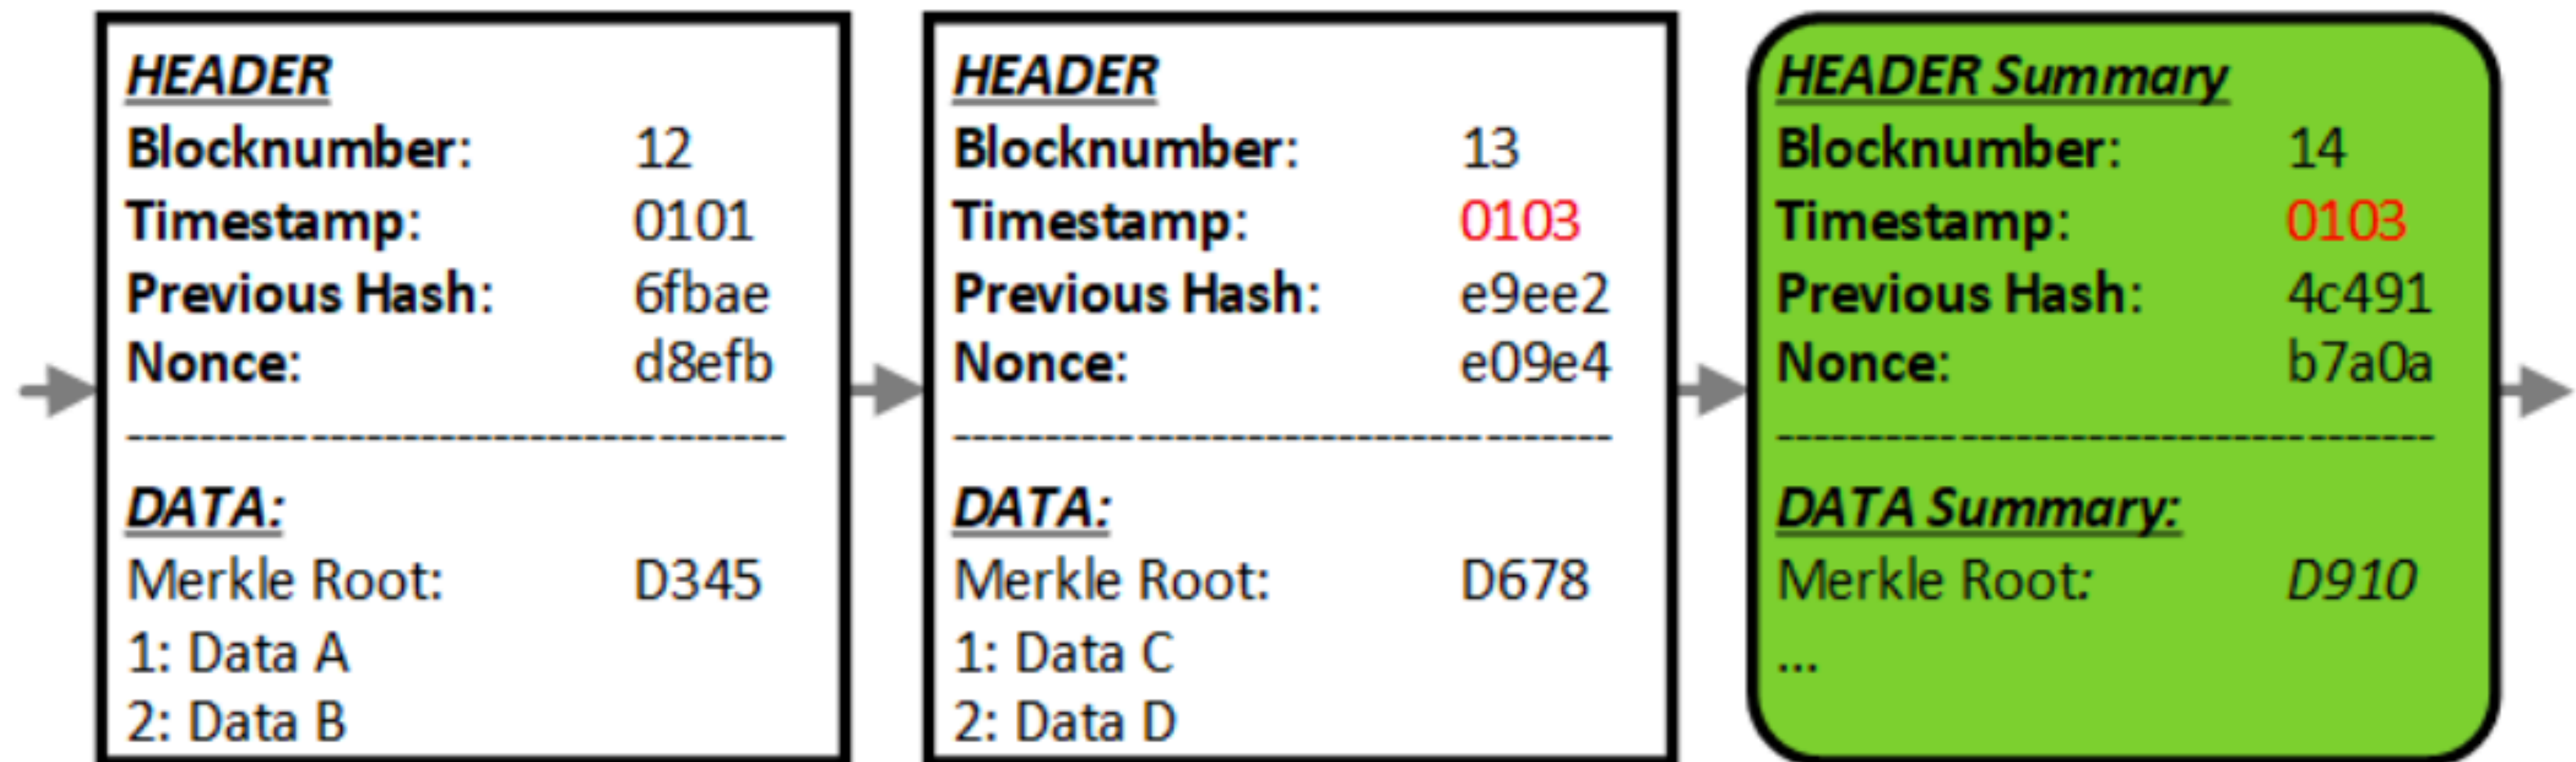 HEADER
Blocknumber: 12
Timestamp: 0101
Previous Hash: 6fbae
Nonce: d8efb
------------------------------------
DATA:
Merkle Root: D345
1: Data A
2: Data B
HEADER
Blocknumber: 13
Timestamp: 0103
Previous Hash: e9ee2
Nonce: e09e4
------------------------------------
DATA:
Merkle Root: D678
1: Data C
2: Data D
HEADER Summary
Blocknumber: 14
Timestamp: 0103
Previous Hash: 4c491
Nonce: b7a0a
------------------------------------
DATA Summary:
Merkle Root: D910
...